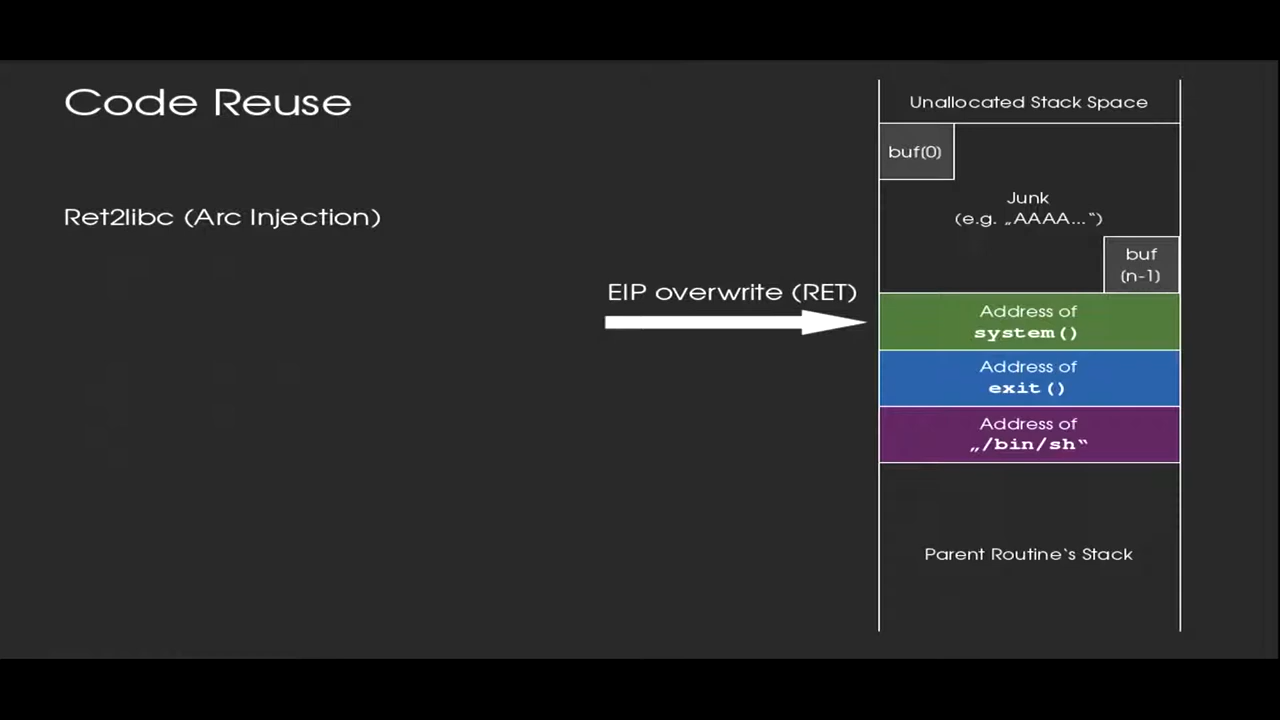 Code Reuse
Ret2libc (Arc Injection)
EIP overwrite (RET)
Unallocated Stack Space
buf(0)
Junk
(e.g. „AAAA...“)
buf
(n-1)
Address of
system()
Address of
exit()
Address of
„/bin/sh“
Parent Routine`s Stack